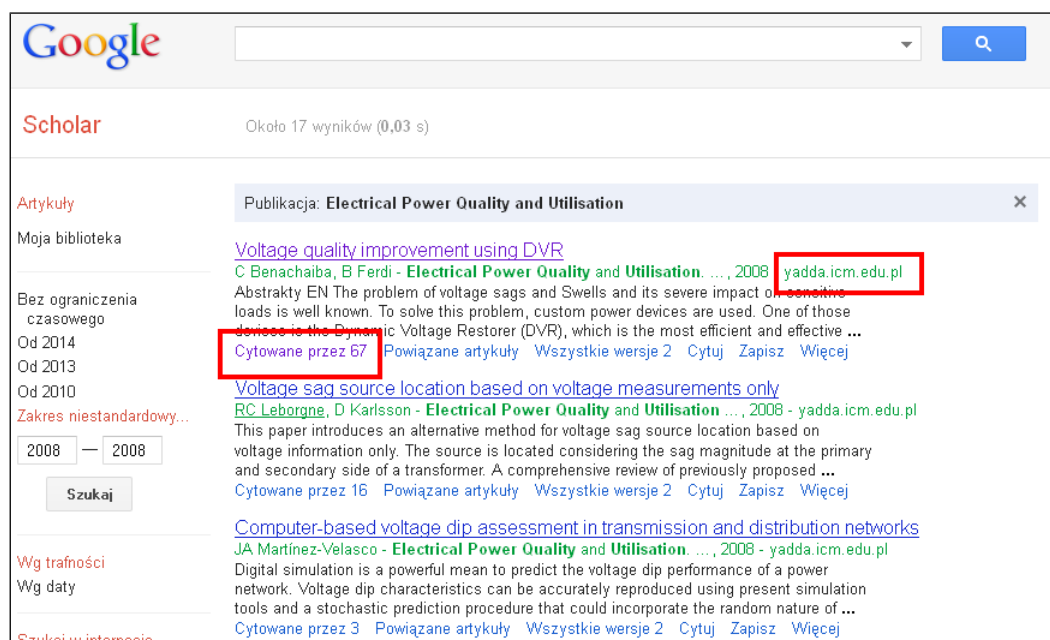 Google
Scholar
Około 17 wyników (0,03 s)
Artykuły
Moja biblioteka
Bez ograniczenia
czasowego
Od 2014
Od 2013
Od 2010
Zakres niestandardowy...
2008 — 2008
Szukaj
Wg trafności
Wg daty
Szukaj w internecie
Publikacja: Electrical Power Quality and Utilisation
Voltage quality improvement using DVR
C Benachaiba, B Ferdi - Electrical Power Quality and Utilisation. ..., 2008 - yadda.icm.edu.pl
Abstrakty EN The problem of voltage sags and Swells and its severe impact on sensitive
loads is well known. To solve this problem, custom power devices are used. One of those
devices is the Dynamic Voltage Restorer (DVR), which is the most efficient and effective ...
Cytowane przez 67 Powiązane artykuły Wszystkie wersje 2 Cytuj Zapisz Więcej
Voltage sag source location based on voltage measurements only
RC Leborgne, D Karlsson - Electrical Power Quality and Utilisation ..., 2008 - yadda.icm.edu.pl
This paper introduces an alternative method for voltage sag source location based on
voltage information only. The source is located considering the sag magnitude at the primary
and secondary side of a transformer. A comprehensive review of previously proposed ...
Cytowane przez 16 Powiązane artykuły Wszystkie wersje 2 Cytuj Zapisz Więcej
Computer-based voltage dip assessment in transmission and distribution networks
JA Martínez-Velasco - Electrical Power Quality and Utilisation. ..., 2008 - yadda.icm.edu.pl
Digital simulation is a powerful mean to predict the voltage dip performance of a power
network. Voltage dip characteristics can be accurately reproduced using present simulation
tools and a stochastic prediction procedure that could incorporate the random nature of ...
Cytowane przez 3 Powiązane artykuły Wszystkie wersje 2 Cytuj Zapisz Więcej